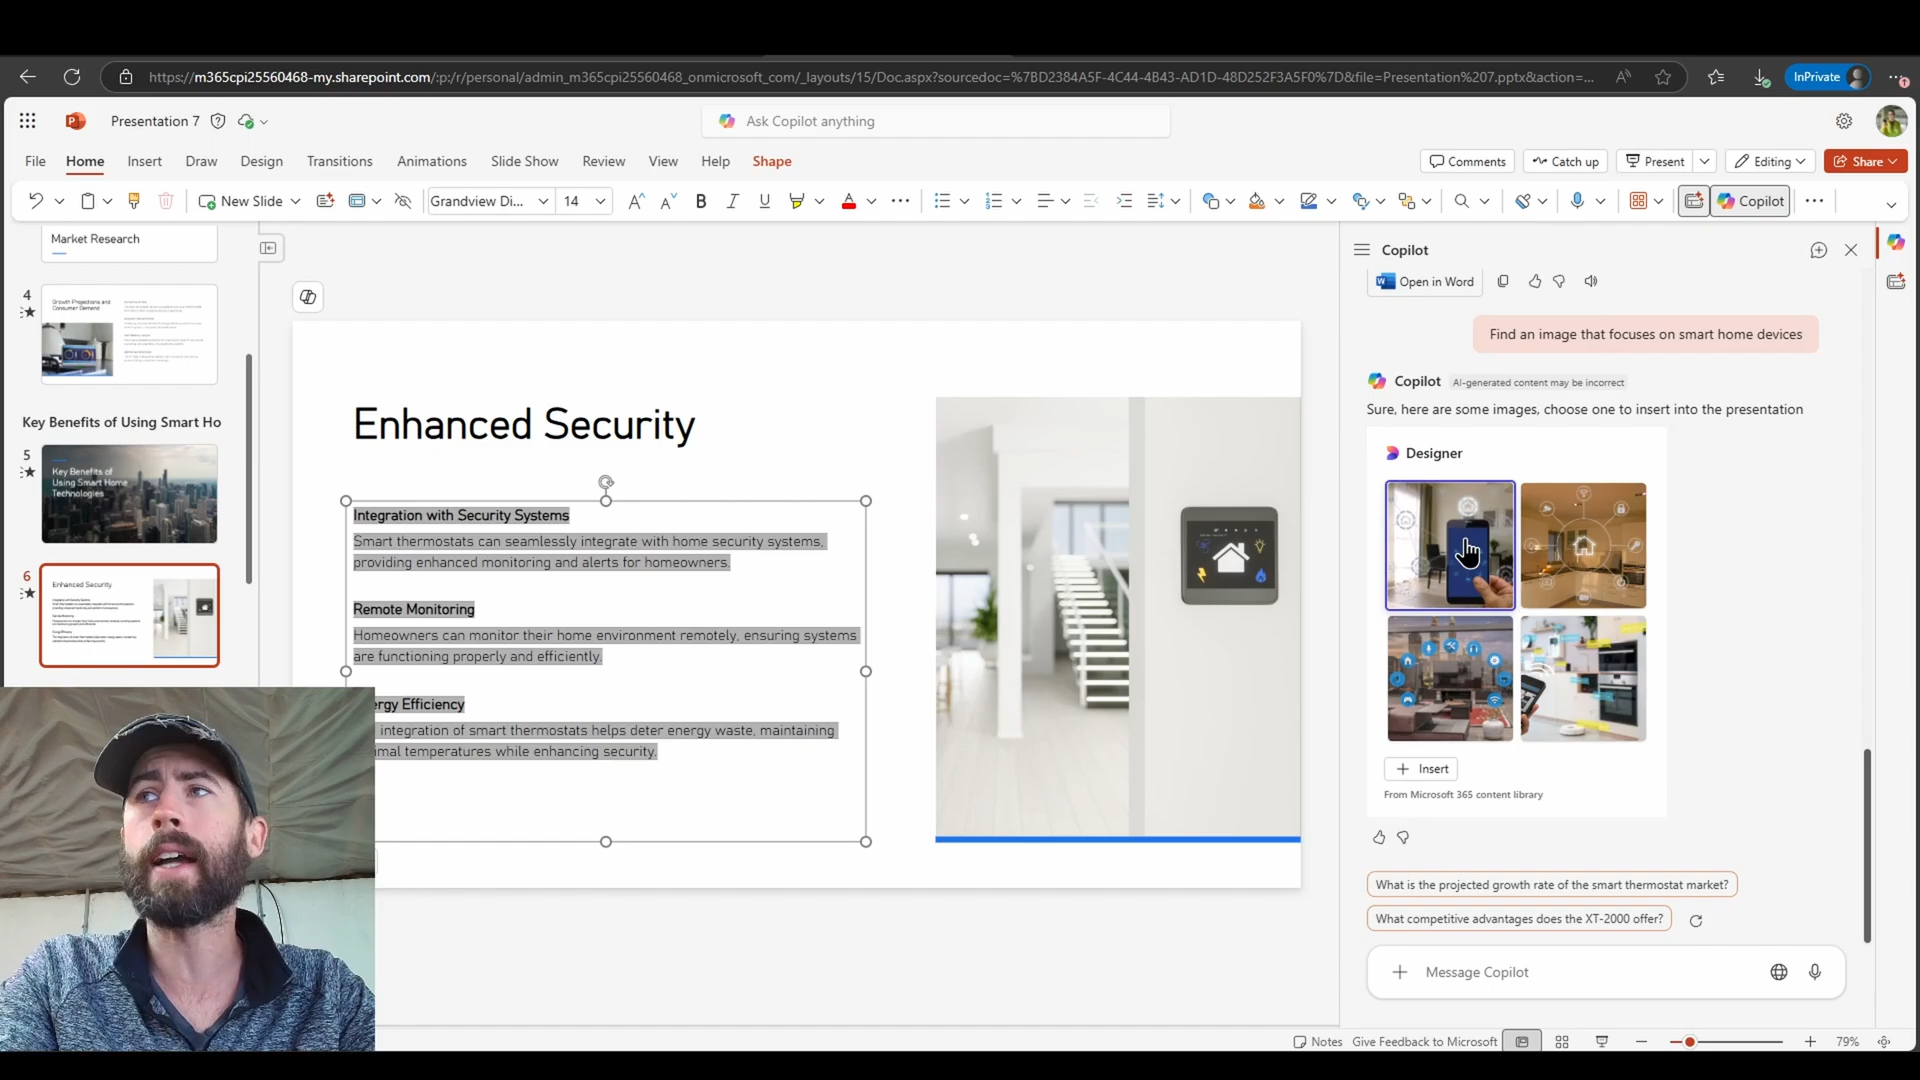 https://m365cpi25560468-my.sharepoint.com/:p:/r/personal/admin_m365cpi25560468_onmicrosoft_com/_layouts/15/Doc.aspx?sourcedoc=%7BD2384A5F-4C44-4B43-AD1D-48D252F3A5F0%7D&file=Presentation%207.pptx&action=...
InPrivate
Presentation 7
Ask Copilot anything
File Home Insert Draw Design Transitions Animations Slide Show Review View Help Shape
Comments Catch up Present Editing Share
New Slide Grandview Di... 14 Copilot
Market Research
4
Growth Projections and
Consumer Demand
Key Benefits of Using Smart Ho
5
Key Benefits of
Using Smart Home
Technologies
6
Enhanced Security
Enhanced Security
Integration with Security Systems
Smart thermostats can seamlessly integrate with home security systems,
providing enhanced monitoring and alerts for homeowners.
Remote Monitoring
Homeowners can monitor their home environment remotely, ensuring systems
are functioning properly and efficiently.
ergy Efficiency
integration of smart thermostats helps deter energy waste, maintaining
imal temperatures while enhancing security.
Copilot
Open in Word
Find an image that focuses on smart home devices
Copilot AI-generated content may be incorrect
Sure, here are some images, choose one to insert into the presentation
Designer
Insert
From Microsoft 365 content library
What is the projected growth rate of the smart thermostat market?
What competitive advantages does the XT-2000 offer?
Message Copilot
Notes Give Feedback to Microsoft 79%